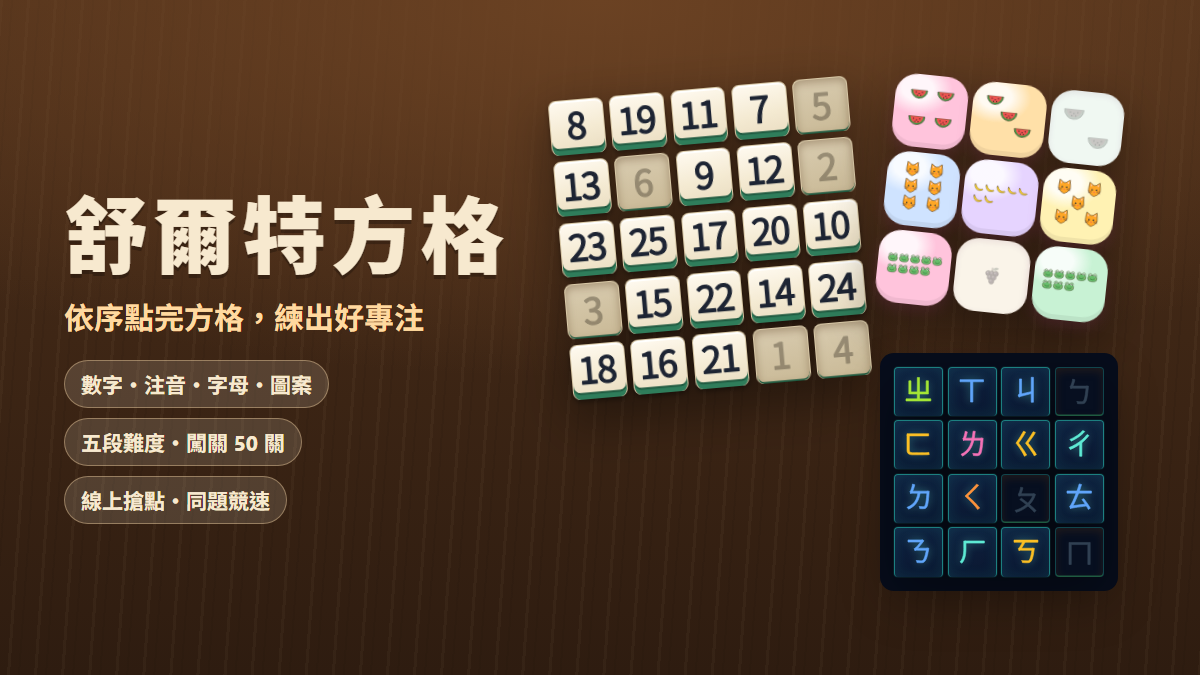 舒爾特方格
依序點完方格，練出好專注
數字・注音・字母・圖案
五段難度・闖關 50 關
線上搶點・同題競速
8 19 11 7 5
13 6 9 12 2
23 25 17 20 10
3 15 22 14 24
18 16 21 1 4
ㄓ ㄒ ㄐ ㄅ
ㄈ ㄌ ㄍ ㄔ
ㄉ ㄑ ㄆ ㄊ
ㄋ ㄏ ㄎ ㄇ